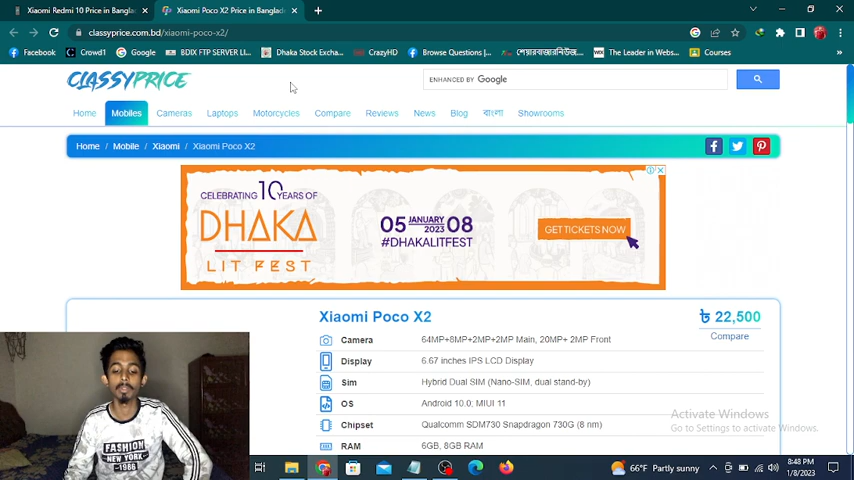 Xiaomi Redmi 10 Price in Banglad
Xiaomi Poco X2 Price in Banglad
classyprice.com.bd/xiaomi-poco-x2/
Facebook
Crowd1
Google
BDIX FTP SERVER LI...
Dhaka Stock Excha...
CrazyHD
Browse Questions |...
শেয়ারবাজারনিউজ...
The Leader in Webs...
Courses
CLASSYPRICE
ENHANCED BY Google
Home
Mobiles
Cameras
Laptops
Motorcycles
Compare
Reviews
News
Blog
বাংলা
Showrooms
Home / Mobile / Xiaomi / Xiaomi Poco X2
CELEBRATING 10 YEARS OF
DHAKA
LIT FEST
05 JANUARY 2023 08
#DHAKALITFEST
GET TICKETS NOW
Xiaomi Poco X2
৳ 22,500
Compare
Camera 64MP+8MP+2MP+2MP Main, 20MP+ 2MP Front
Display 6.67 inches IPS LCD Display
Sim Hybrid Dual SIM (Nano-SIM, dual stand-by)
OS Android 10.0; MIUI 11
Chipset Qualcomm SDM730 Snapdragon 730G (8 nm)
RAM 6GB, 8GB RAM
Activate Windows
Go to Settings to activate Windows.
FASHION
NEW YORK
-1986
66°F Partly sunny
8:48 PM
1/8/2023